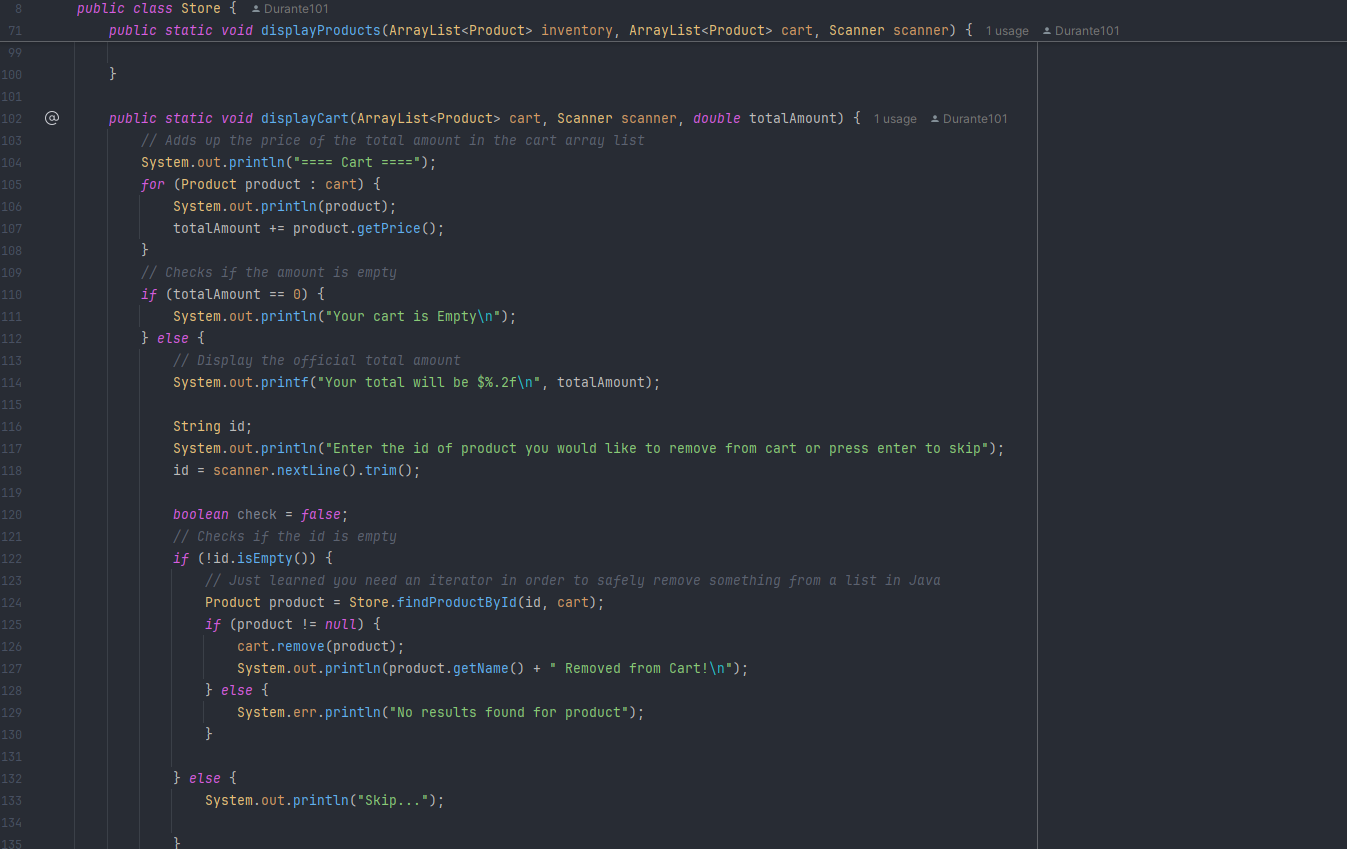 8 public class Store { Durante101
71 public static void displayProducts(ArrayList<Product> inventory, ArrayList<Product> cart, Scanner scanner) { 1 usage Durante101
99
100 }
101
102 @ public static void displayCart(ArrayList<Product> cart, Scanner scanner, double totalAmount) { 1 usage Durante101
103 // Adds up the price of the total amount in the cart array list
104 System.out.println("==== Cart ====");
105 for (Product product : cart) {
106 System.out.println(product);
107 totalAmount += product.getPrice();
108 }
109 // Checks if the amount is empty
110 if (totalAmount == 0) {
111 System.out.println("Your cart is Empty\n");
112 } else {
113 // Display the official total amount
114 System.out.printf("Your total will be $%.2f\n", totalAmount);
115
116 String id;
117 System.out.println("Enter the id of product you would like to remove from cart or press enter to skip");
118 id = scanner.nextLine().trim();
119
120 boolean check = false;
121 // Checks if the id is empty
122 if (!id.isEmpty()) {
123 // Just learned you need an iterator in order to safely remove something from a list in Java
124 Product product = Store.findProductById(id, cart);
125 if (product != null) {
126 cart.remove(product);
127 System.out.println(product.getName() + " Removed from Cart!\n");
128 } else {
129 System.err.println("No results found for product");
130 }
131
132 } else {
133 System.out.println("Skip...");
134
135 }